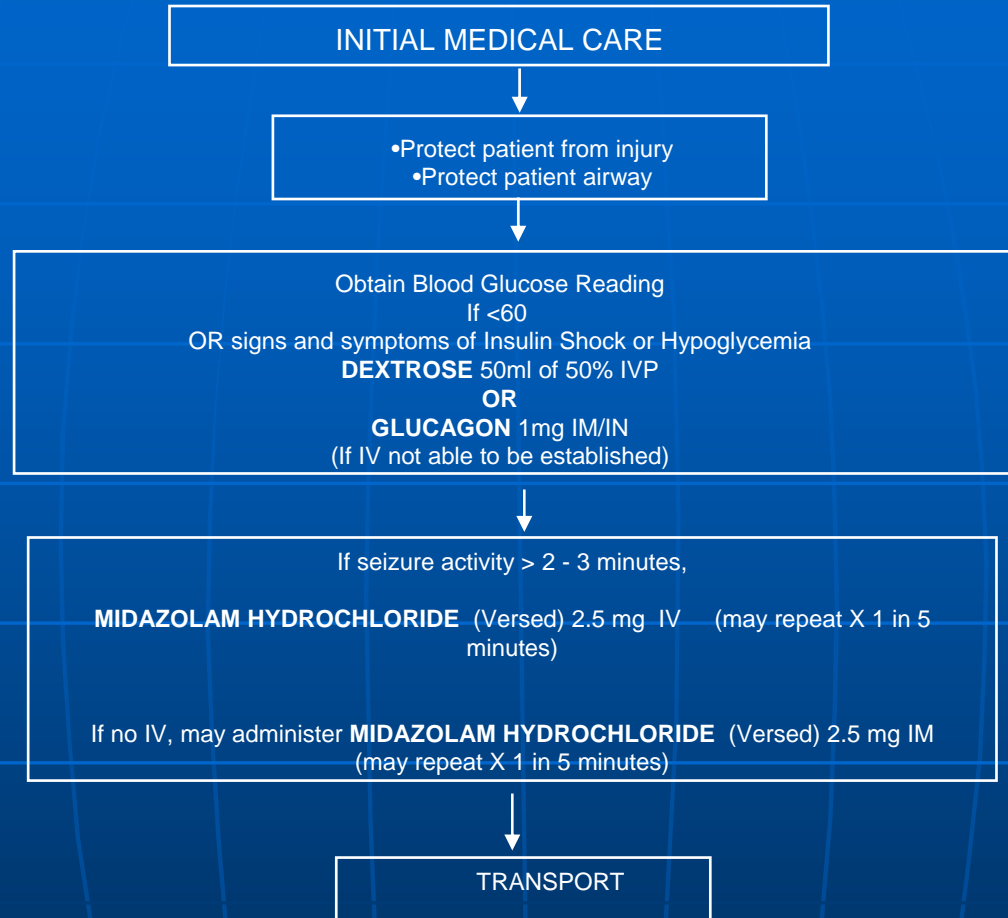 INITIAL MEDICAL CARE
•Protect patient from injury
•Protect patient airway
Obtain Blood Glucose Reading
If <60
OR signs and symptoms of Insulin Shock or Hypoglycemia
DEXTROSE 50ml of 50% IVP
OR
GLUCAGON 1mg IM/IN
(If IV not able to be established)
If seizure activity > 2 - 3 minutes,
MIDAZOLAM HYDROCHLORIDE (Versed) 2.5 mg IV (may repeat X 1 in 5
minutes)
If no IV, may administer MIDAZOLAM HYDROCHLORIDE (Versed) 2.5 mg IM
(may repeat X 1 in 5 minutes)
TRANSPORT